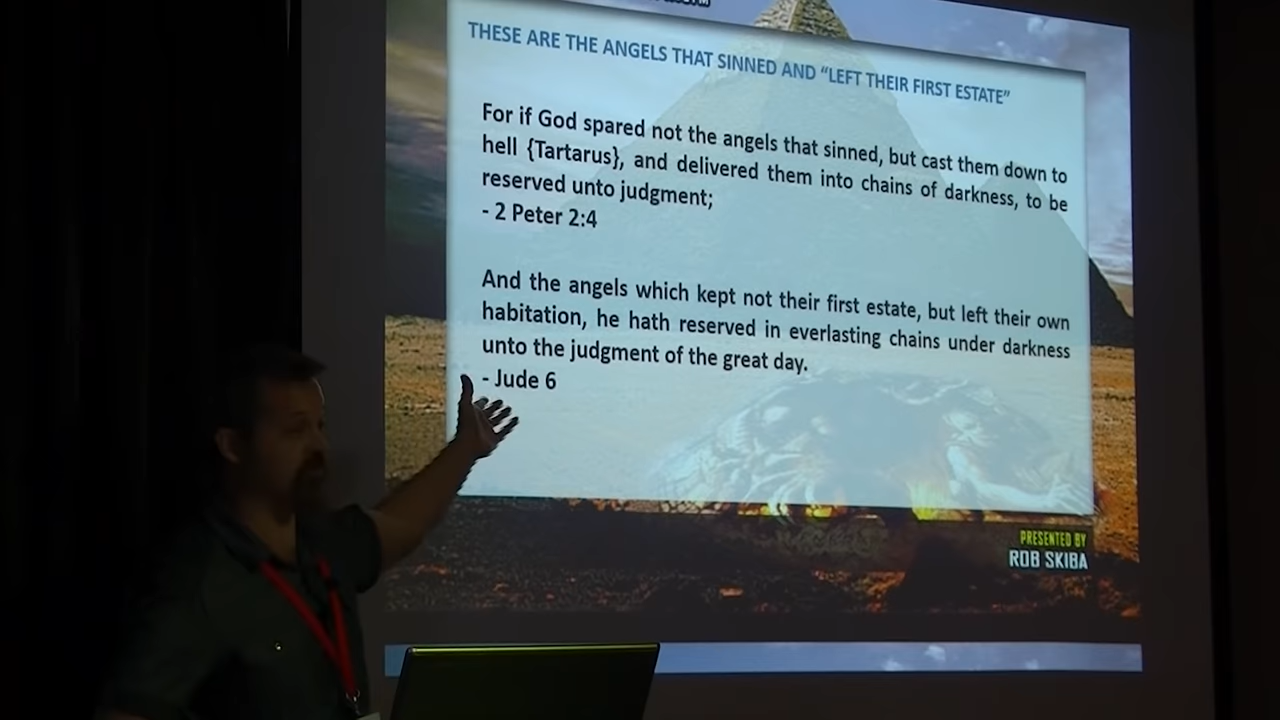 THESE ARE THE ANGELS THAT SINNED AND “LEFT THEIR FIRST ESTATE”
For if God spared not the angels that sinned, but cast them down to
hell {Tartarus}, and delivered them into chains of darkness, to be
reserved unto judgment;
- 2 Peter 2:4
And the angels which kept not their first estate, but left their own
habitation, he hath reserved in everlasting chains under darkness
unto the judgment of the great day.
- Jude 6
PRESENTED BY
ROB SKIBA